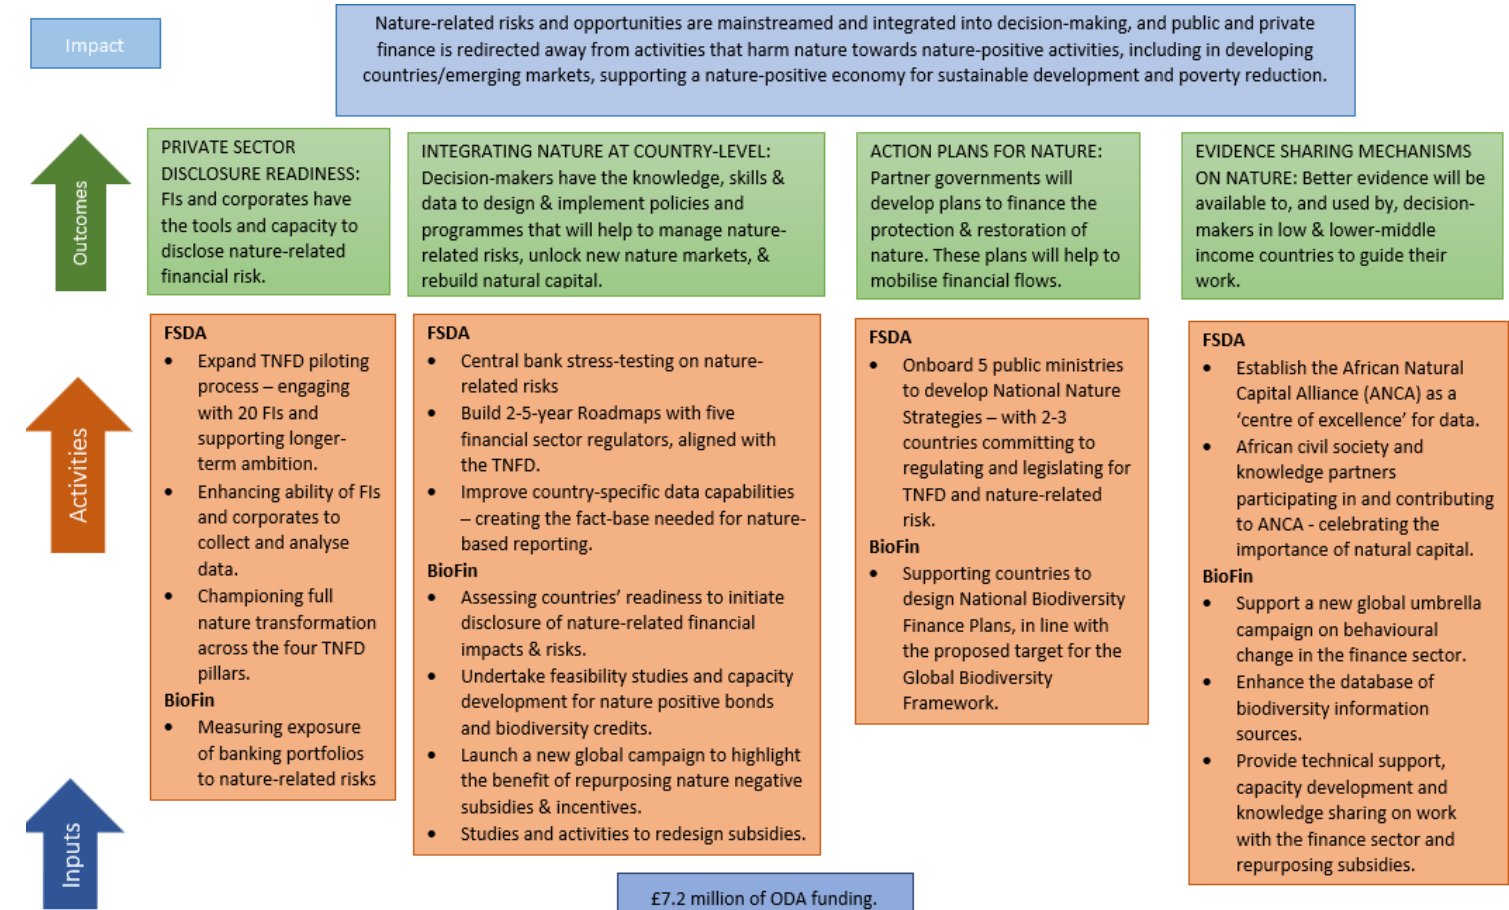 Impact
Nature-related risks and opportunities are mainstreamed and integrated into decision-making, and public and private
finance is redirected away from activities that harm nature towards nature-positive activities, including in developing
countries/emerging markets, supporting a nature-positive economy for sustainable development and poverty reduction.
Outcomes
PRIVATE SECTOR
DISCLOSURE READINESS:
FIs and corporates have
the tools and capacity to
disclose nature-related
financial risk.
INTEGRATING NATURE AT COUNTRY-LEVEL:
Decision-makers have the knowledge, skills &
data to design & implement policies and
programmes that will help to manage nature-
related risks, unlock new nature markets, &
rebuild natural capital.
ACTION PLANS FOR NATURE:
Partner governments will
develop plans to finance the
protection & restoration of
nature. These plans will help to
mobilise financial flows.
EVIDENCE SHARING MECHANISMS
ON NATURE: Better evidence will be
available to, and used by, decision-
makers in low & lower-middle
income countries to guide their
work.
Activities
FSDA
• Expand TNFD piloting
process – engaging
with 20 FIs and
supporting longer-
term ambition.
• Enhancing ability of FIs
and corporates to
collect and analyse
data.
• Championing full
nature transformation
across the four TNFD
pillars.
BioFin
• Measuring exposure
of banking portfolios
to nature-related risks
FSDA
• Central bank stress-testing on nature-
related risks
• Build 2-5-year Roadmaps with five
financial sector regulators, aligned with
the TNFD.
• Improve country-specific data capabilities
– creating the fact-base needed for nature-
based reporting.
BioFin
• Assessing countries' readiness to initiate
disclosure of nature-related financial
impacts & risks.
• Undertake feasibility studies and capacity
development for nature positive bonds
and biodiversity credits.
• Launch a new global campaign to highlight
the benefit of repurposing nature negative
subsidies & incentives.
• Studies and activities to redesign subsidies.
FSDA
• Onboard 5 public ministries
to develop National Nature
Strategies – with 2-3
countries committing to
regulating and legislating for
TNFD and nature-related
risk.
BioFin
• Supporting countries to
design National Biodiversity
Finance Plans, in line with
the proposed target for the
Global Biodiversity
Framework.
FSDA
• Establish the African Natural
Capital Alliance (ANCA) as a
'centre of excellence' for data.
• African civil society and
knowledge partners
participating in and contributing
to ANCA - celebrating the
importance of natural capital.
BioFin
• Support a new global umbrella
campaign on behavioural
change in the finance sector.
• Enhance the database of
biodiversity information
sources.
• Provide technical support,
capacity development and
knowledge sharing on work
with the finance sector and
repurposing subsidies.
Inputs
£7.2 million of ODA funding.